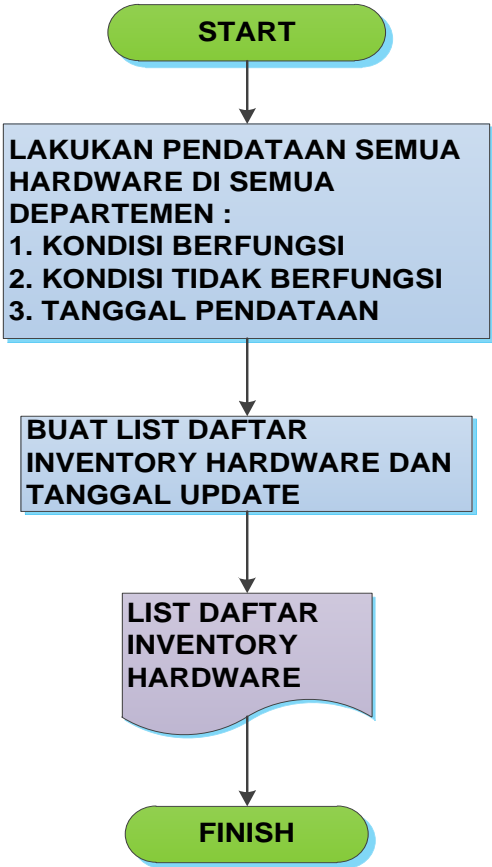 START
LAKUKAN PENDATAAN SEMUA
HARDWARE DI SEMUA
DEPARTEMEN :
1. KONDISI BERFUNGSI
2. KONDISI TIDAK BERFUNGSI
3. TANGGAL PENDATAAN
BUAT LIST DAFTAR
INVENTORY HARDWARE DAN
TANGGAL UPDATE
LIST DAFTAR
INVENTORY
HARDWARE
FINISH